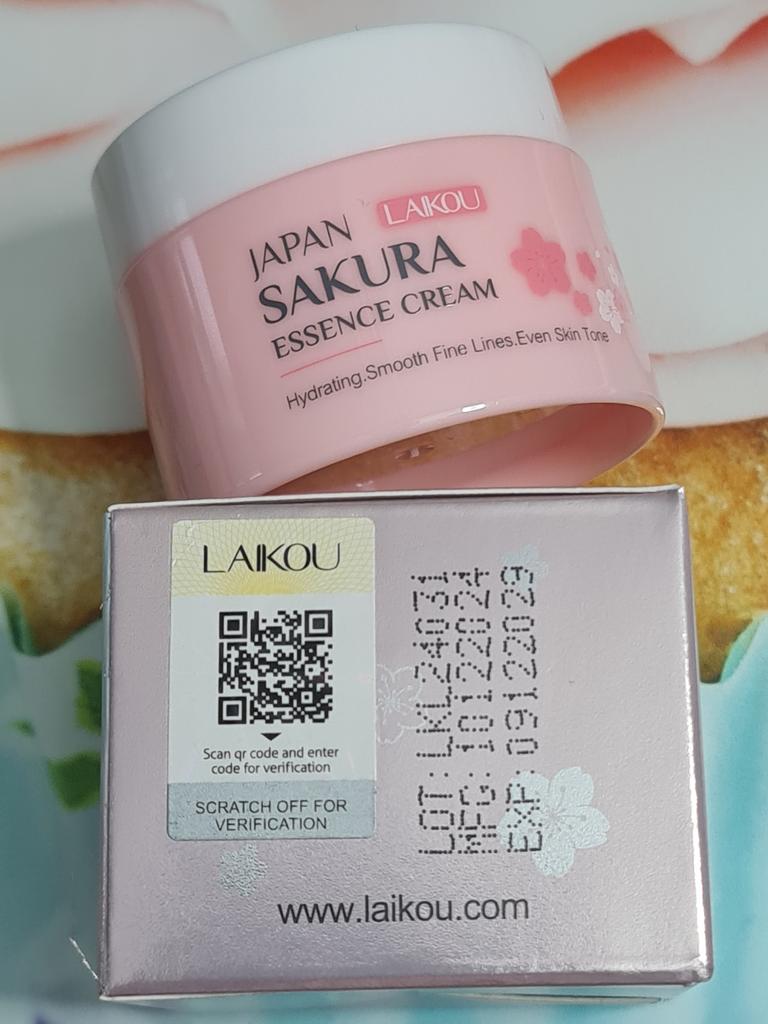 LAIKOU
JAPAN
SAKURA
ESSENCE CREAM
Hydrating.Smooth Fine Lines.Even Skin Tone
LAIKOU
Scan qr code and enter
code for verification
SCRATCH OFF FOR
VERIFICATION
LOT: LKL24031
MFG: 10122024
EXP 09122029
www.laikou.com